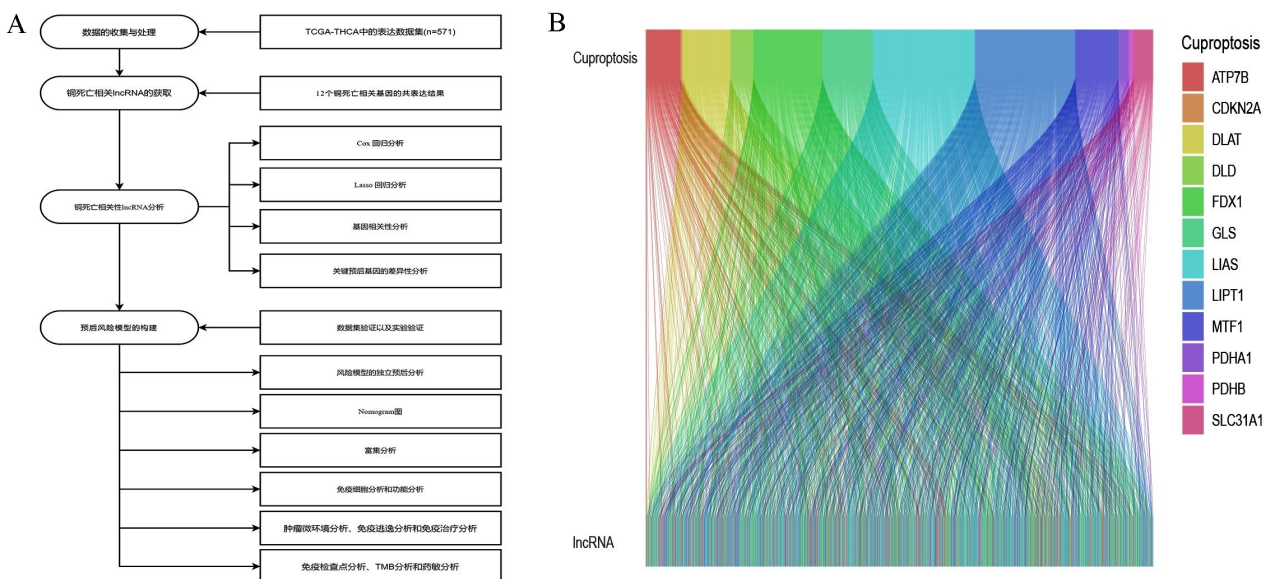 A
数据的收集与处理
TCGA-THCA中的表达数据集(n=571)
铜死亡相关lncRNA的获取
12个铜死亡相关基因的共表达结果
Cox 回归分析
Lasso 回归分析
铜死亡相关性lncRNA分析
基因相关性分析
关键预后基因的差异性分析
预后风险模型的构建
数据集验证以及实验验证
风险模型的独立预后分析
Nomogram图
富集分析
免疫细胞分析和功能分析
肿瘤微环境分析、免疫逃逸分析和免疫治疗分析
免疫检查点分析、TMB分析和药敏分析
B
Cuproptosis
lncRNA
Cuproptosis
ATP7B
CDKN2A
DLAT
DLD
FDX1
GLS
LIAS
LIPT1
MTF1
PDHA1
PDHB
SLC31A1